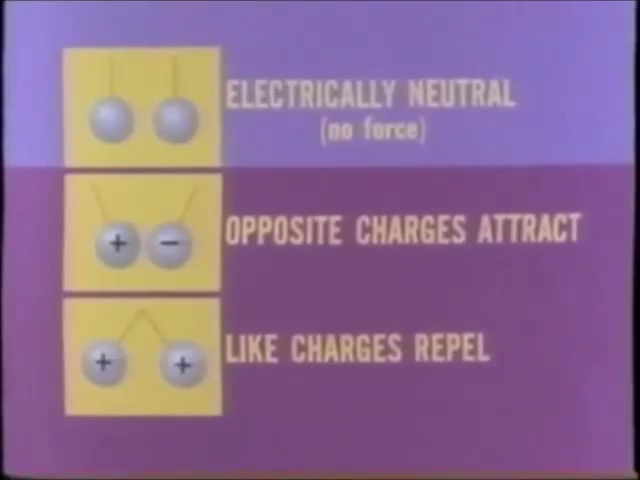 ELECTRICALLY NEUTRAL
(no force)
+ −
OPPOSITE CHARGES ATTRACT
+ +
LIKE CHARGES REPEL